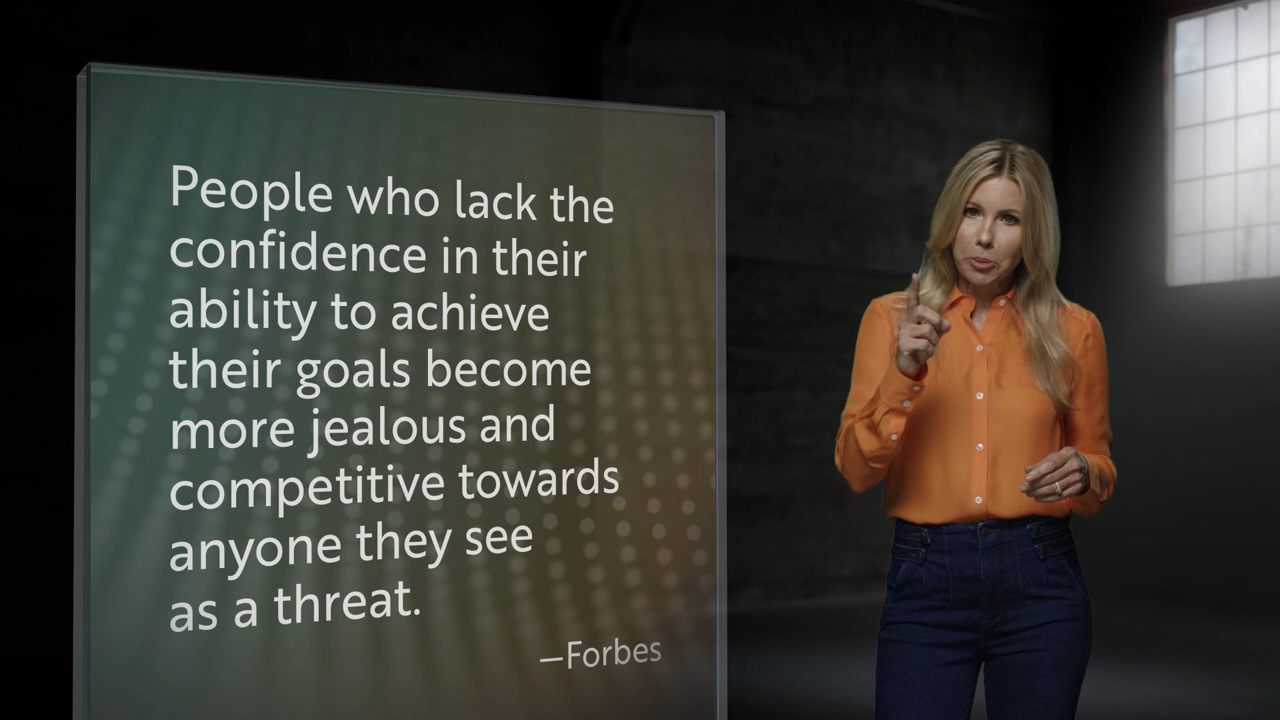 People who lack the
confidence in their
ability to achieve
their goals become
more jealous and
competitive towards
anyone they see
as a threat.
—Forbes